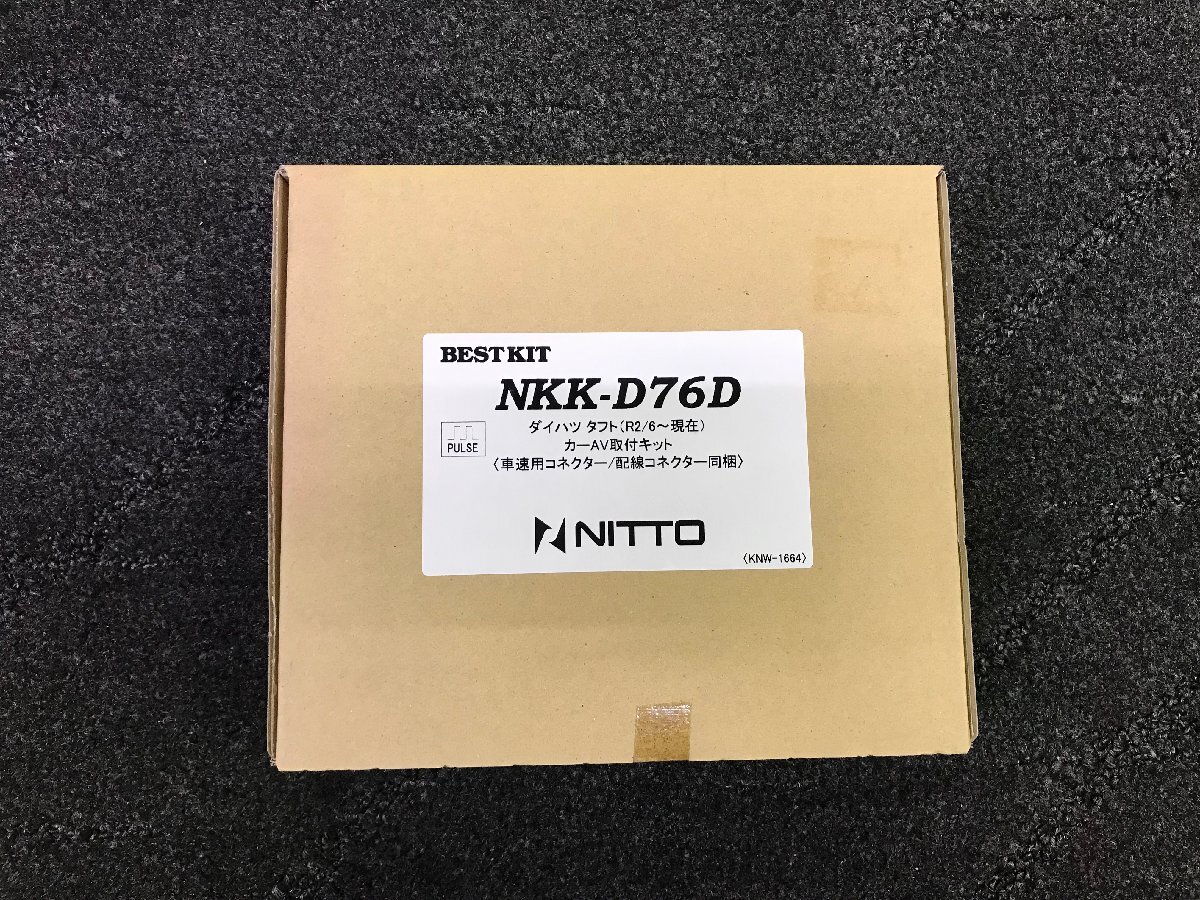 BEST KIT
NKK-D76D
PULSE
ダイハツ タフト(R2/6~現在)
カーAV取付キット
〈車速用コネクター/配線コネクター同梱〉
NITTO
〈KNW-1664〉